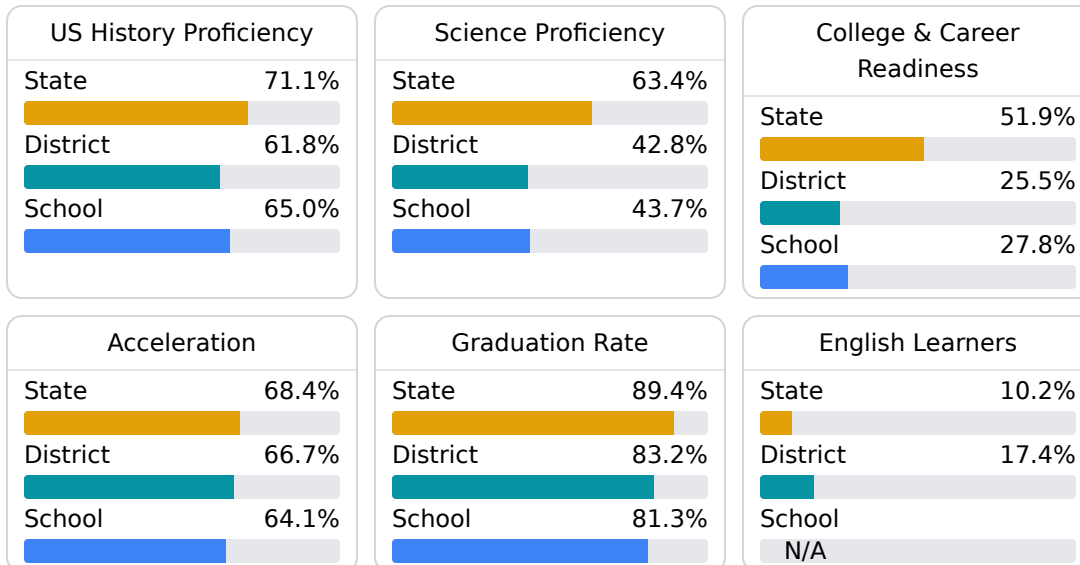 US History Proficiency
State 71.1%
District 61.8%
School 65.0%
Science Proficiency
State 63.4%
District 42.8%
School 43.7%
College & Career
Readiness
State 51.9%
District 25.5%
School 27.8%
Acceleration
State 68.4%
District 66.7%
School 64.1%
Graduation Rate
State 89.4%
District 83.2%
School 81.3%
English Learners
State 10.2%
District 17.4%
School
N/A